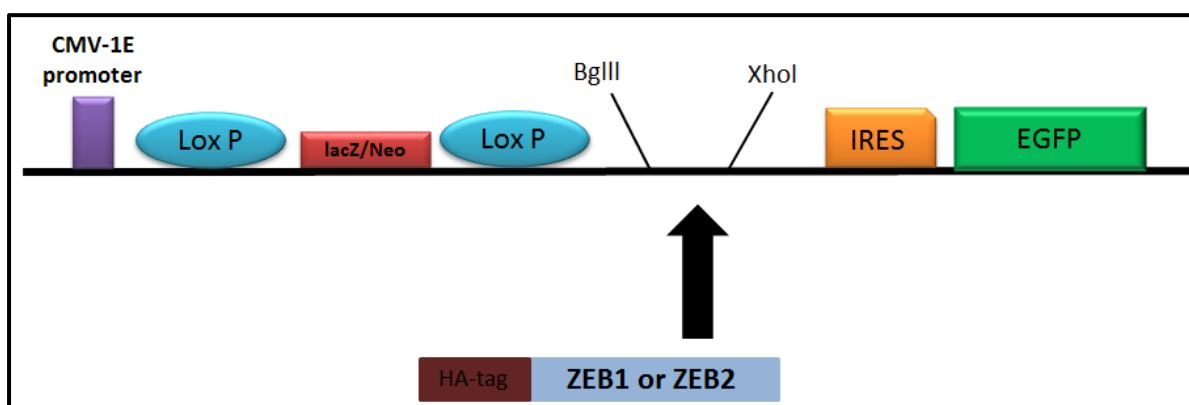 CMV-1E
promoter
Lox P
lacZ/Neo
Lox P
BglII
XhoI
IRES
EGFP
HA-tag
ZEB1 or ZEB2